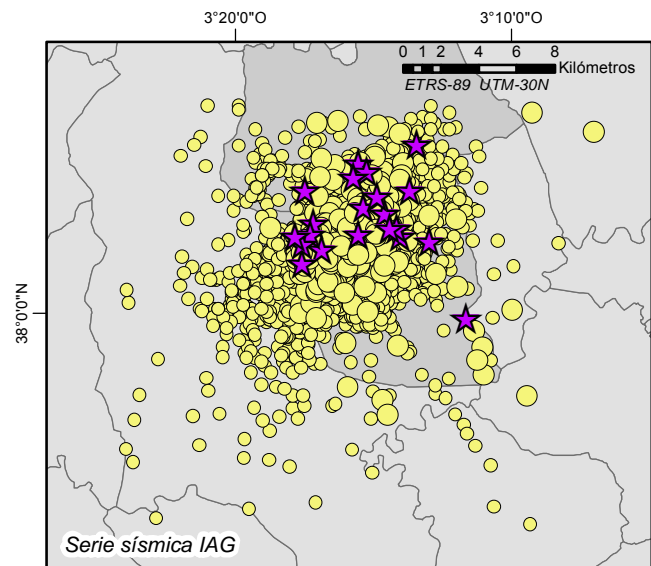 3°20'0"O 3°10'0"O
0 1 2 4 6 8
Kilómetros
ETRS-89 UTM-30N
38°0'0"N
Serie sísmica IAG